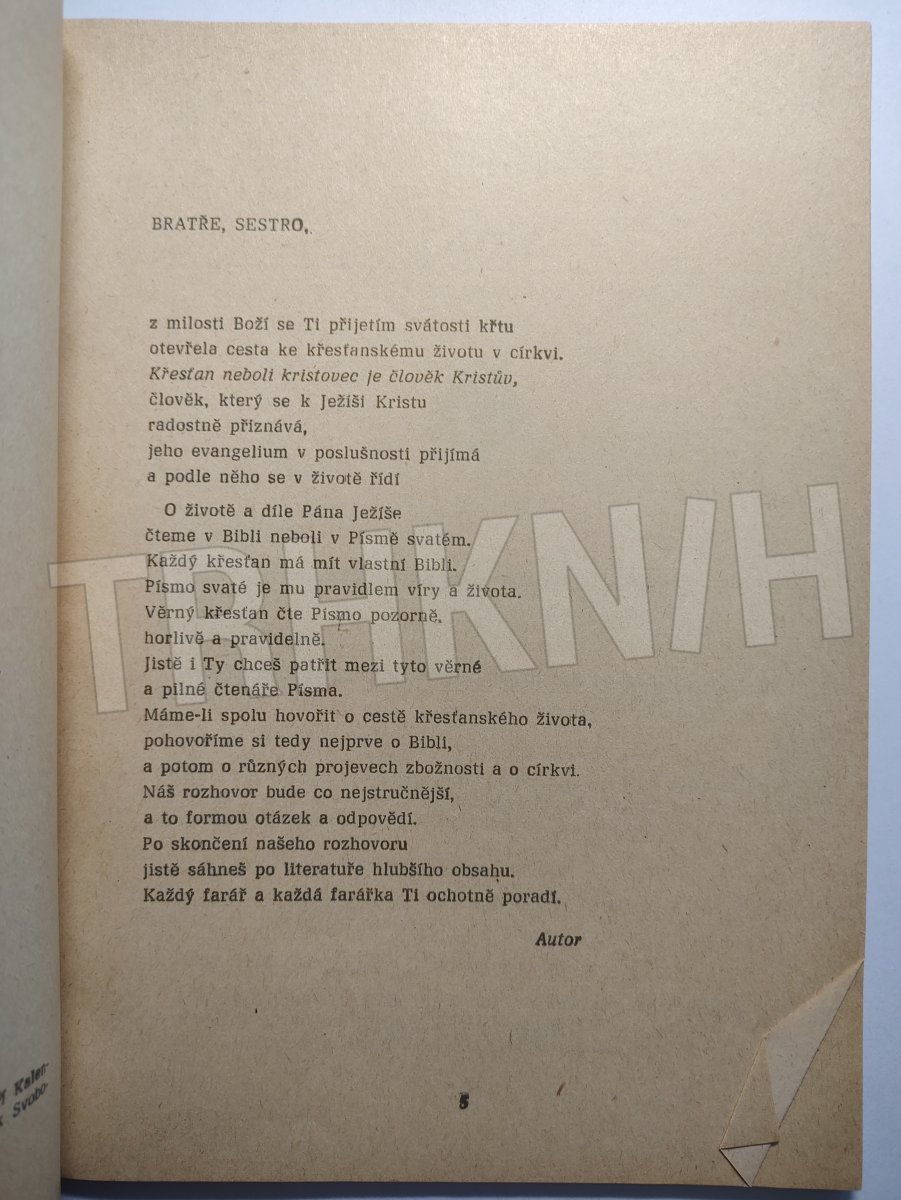 BRATŘE, SESTRO,
z milosti Boží se Ti přijetím svátosti křtu
otevřela cesta ke křesťanskému životu v církvi.
Křesťan neboli kristovec je člověk Kristův,
člověk, který se k Ježíši Kristu
radostně přiznává,
jeho evangelium v poslušnosti přijímá
a podle něho se v životě řídí
O životě a díle Pána Ježíše
čteme v Bibli neboli v Písmě svatém.
Každý křesťan má mít vlastní Bibli.
Písmo svaté je mu pravidlem víry a života.
Věrný křesťan čte Písmo pozorně,
horlivě a pravidelně.
Jistě i Ty chceš patřit mezi tyto věrné
a pilné čtenáře Písma.
Máme-li spolu hovořit o cestě křesťanského života,
pohovoříme si tedy nejprve o Bibli,
a potom o různých projevech zbožnosti a o církvi.
Náš rozhovor bude co nejstručnější,
a to formou otázek a odpovědí.
Po skončení našeho rozhovoru
jistě sáhneš po literatuře hlubšího obsahu.
Každý farář a každá farářka Ti ochotně poradí.
Autor
5
Kalen-
Svobo-
TRHKNIH